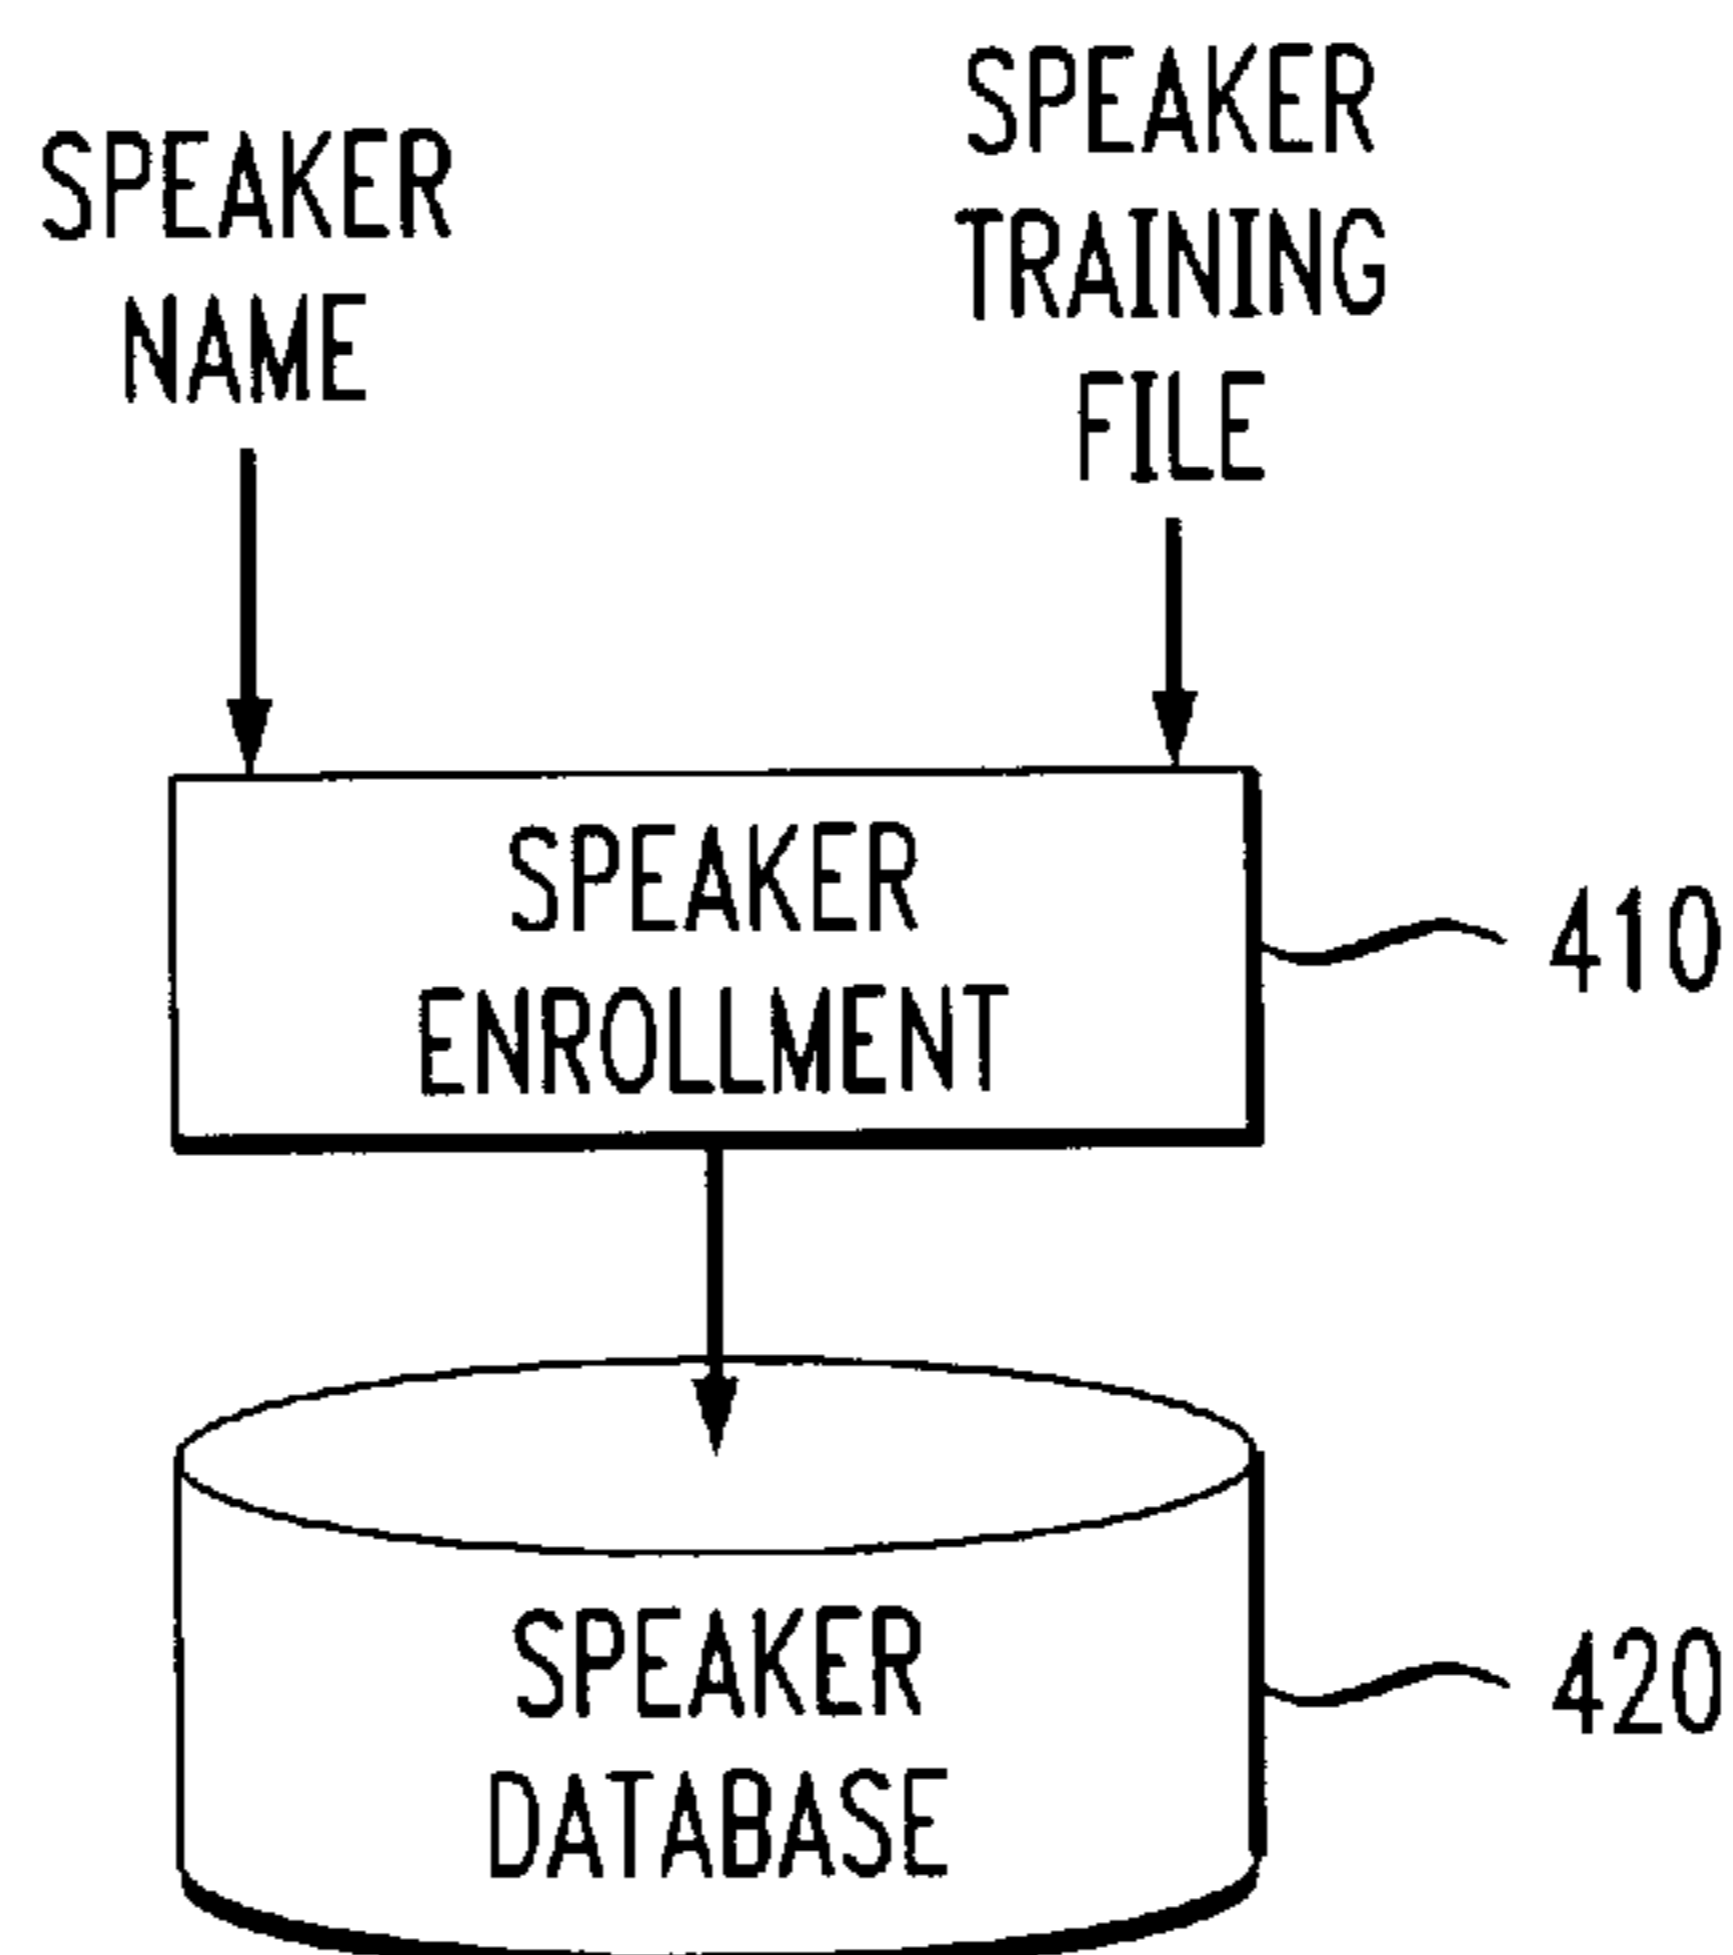 SPEAKER
NAME
SPEAKER
TRAINING
FILE
SPEAKER
ENROLLMENT
410
SPEAKER
DATABASE
420